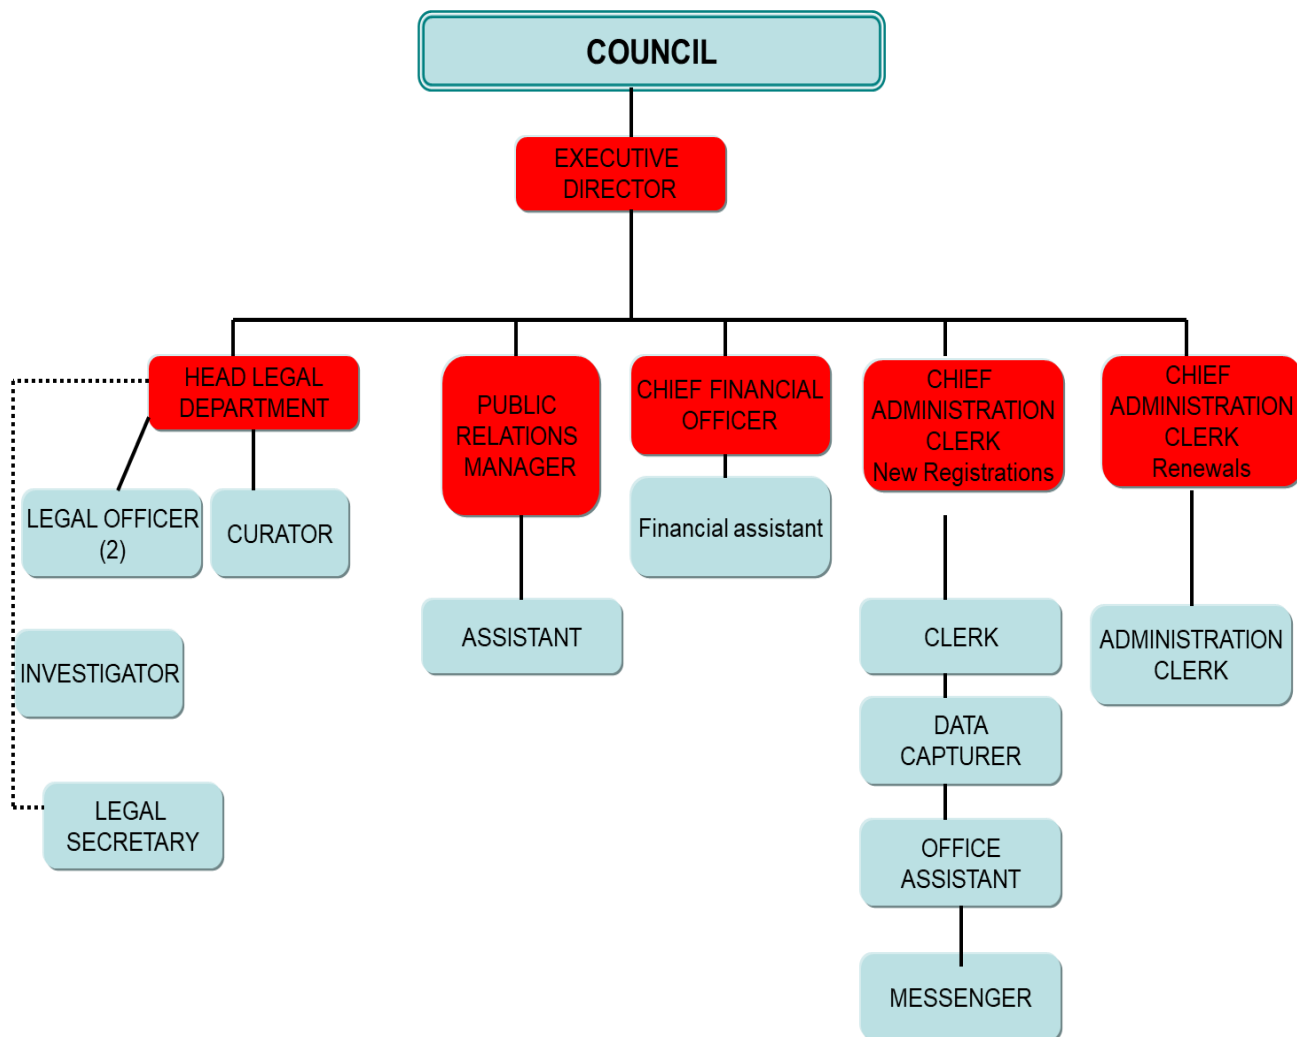 COUNCIL
EXECUTIVE
DIRECTOR
HEAD LEGAL
DEPARTMENT
PUBLIC
RELATIONS
MANAGER
CHIEF FINANCIAL
OFFICER
CHIEF
ADMINISTRATION
CLERK
New Registrations
CHIEF
ADMINISTRATION
CLERK
Renewals
LEGAL OFFICER
(2)
CURATOR
Financial assistant
INVESTIGATOR
ASSISTANT
CLERK
ADMINISTRATION
CLERK
DATA
CAPTURER
LEGAL
SECRETARY
OFFICE
ASSISTANT
MESSENGER